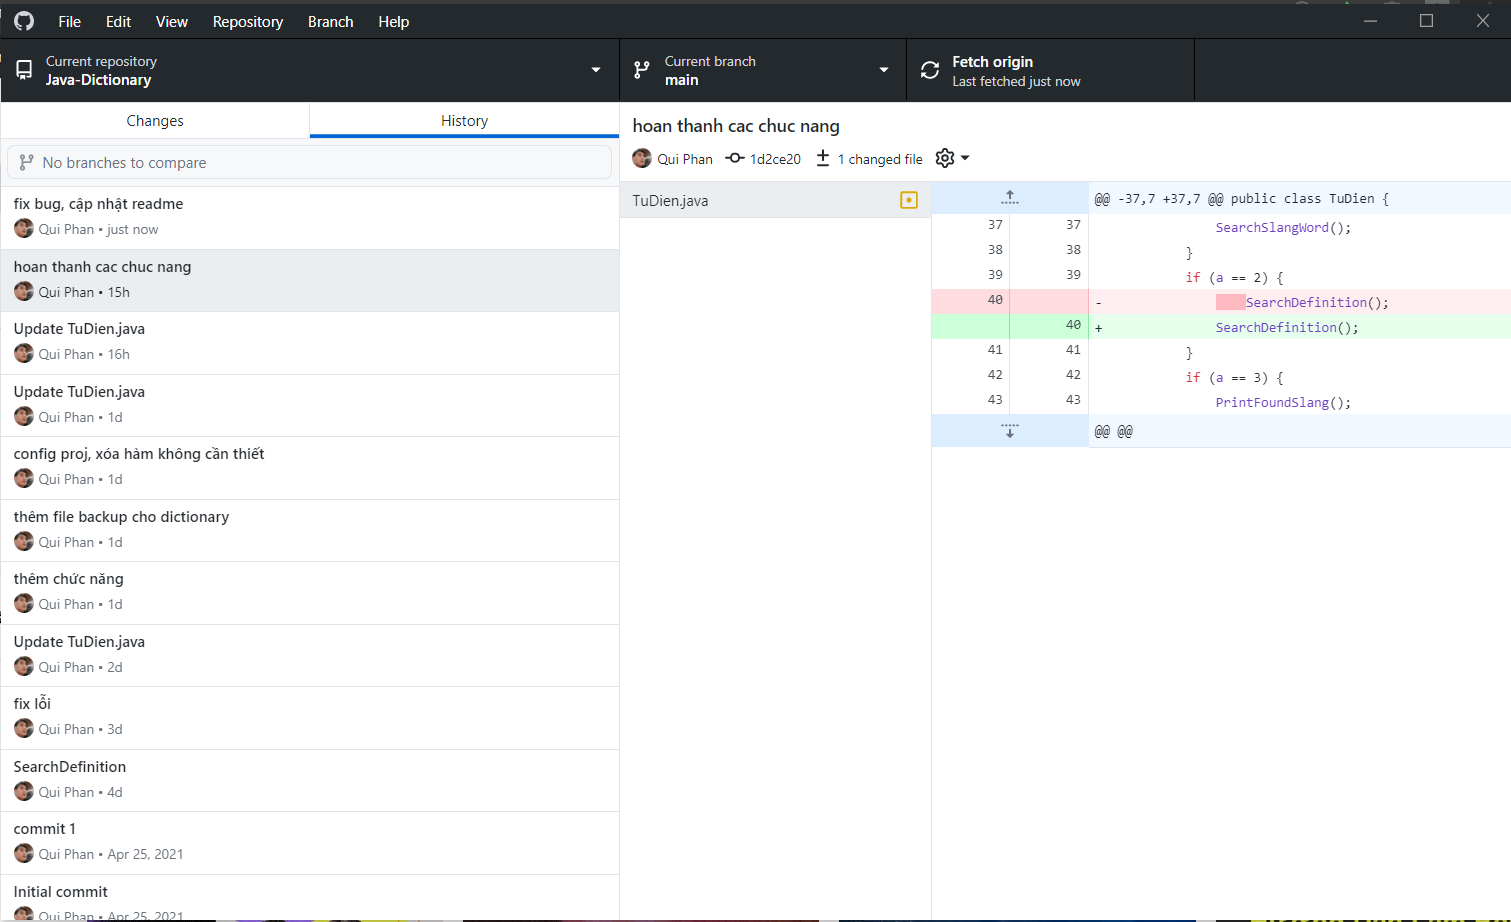 File Edit View Repository Branch Help
Current repository
Java-Dictionary
Current branch
main
Fetch origin
Last fetched just now
Changes
History
No branches to compare
fix bug, cập nhật readme
Qui Phan • just now
hoan thanh cac chuc nang
Qui Phan • 15h
Update TuDien.java
Qui Phan • 16h
Update TuDien.java
Qui Phan • 1d
config proj, xóa hàm không cần thiết
Qui Phan • 1d
thêm file backup cho dictionary
Qui Phan • 1d
thêm chức năng
Qui Phan • 1d
Update TuDien.java
Qui Phan • 2d
fix lỗi
Qui Phan • 3d
SearchDefinition
Qui Phan • 4d
commit 1
Qui Phan • Apr 25, 2021
Initial commit
Qui Phan • Apr 25, 2021
hoan thanh cac chuc nang
Qui Phan 1d2ce20 1 changed file
TuDien.java
@@ -37,7 +37,7 @@ public class TuDien {
37 37 SearchSlangWord();
38 38 }
39 39 if (a == 2) {
40 - SearchDefinition();
40 + SearchDefinition();
41 41 }
42 42 if (a == 3) {
43 43 PrintFoundSlang();
@@ @@